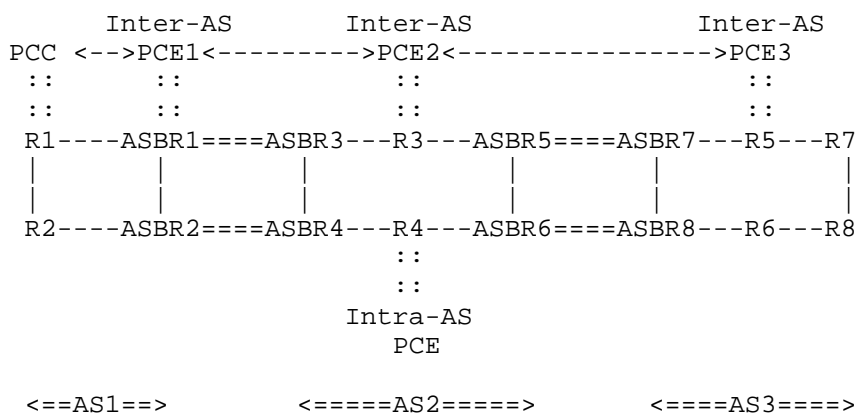 Inter-AS       Inter-AS                  Inter-AS
PCC <-->PCE1<--------->PCE2<---------------->PCE3
 ::      ::             ::                    ::
 ::      ::             ::                    ::
 R1----ASBR1====ASBR3---R3---ASBR5====ASBR7---R5---R7
 |       |        |            |        |           |
 |       |        |            |        |           |
 R2----ASBR2====ASBR4---R4---ASBR6====ASBR8---R6---R8
                        ::
                        ::
                     Intra-AS
                        PCE
 <==AS1==>        <=====AS2=====>       <====AS3====>